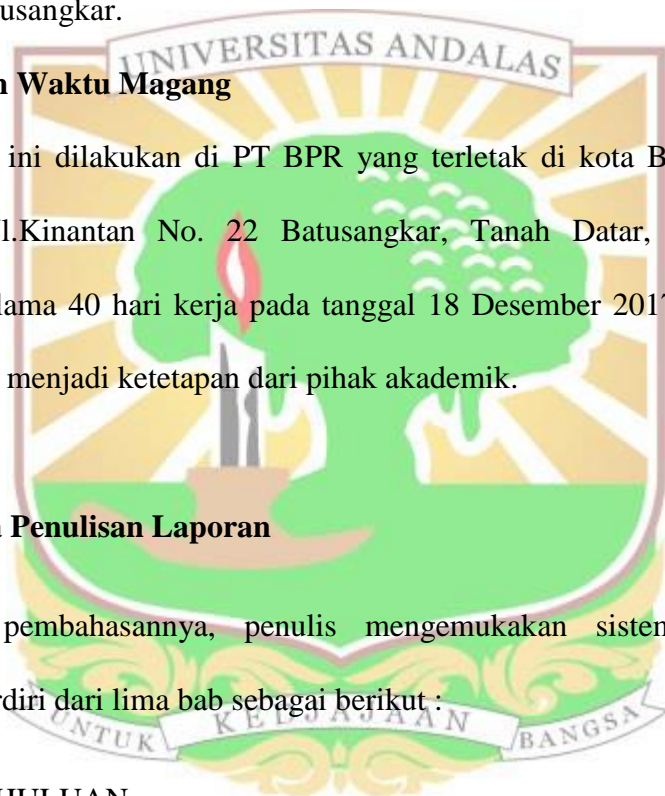 usangkar.
UNIVERSITAS ANDALAS
n Waktu Magang
ini dilakukan di PT BPR yang terletak di kota B
l.Kinantan No. 22 Batusangkar, Tanah Datar,
lama 40 hari kerja pada tanggal 18 Desember 2017
menjadi ketetapan dari pihak akademik.
a Penulisan Laporan
pembahasannya, penulis mengemukakan sisten
rdiri dari lima bab sebagai berikut :
UNTUK KEDJAJAAN BANGSA
HULUAN